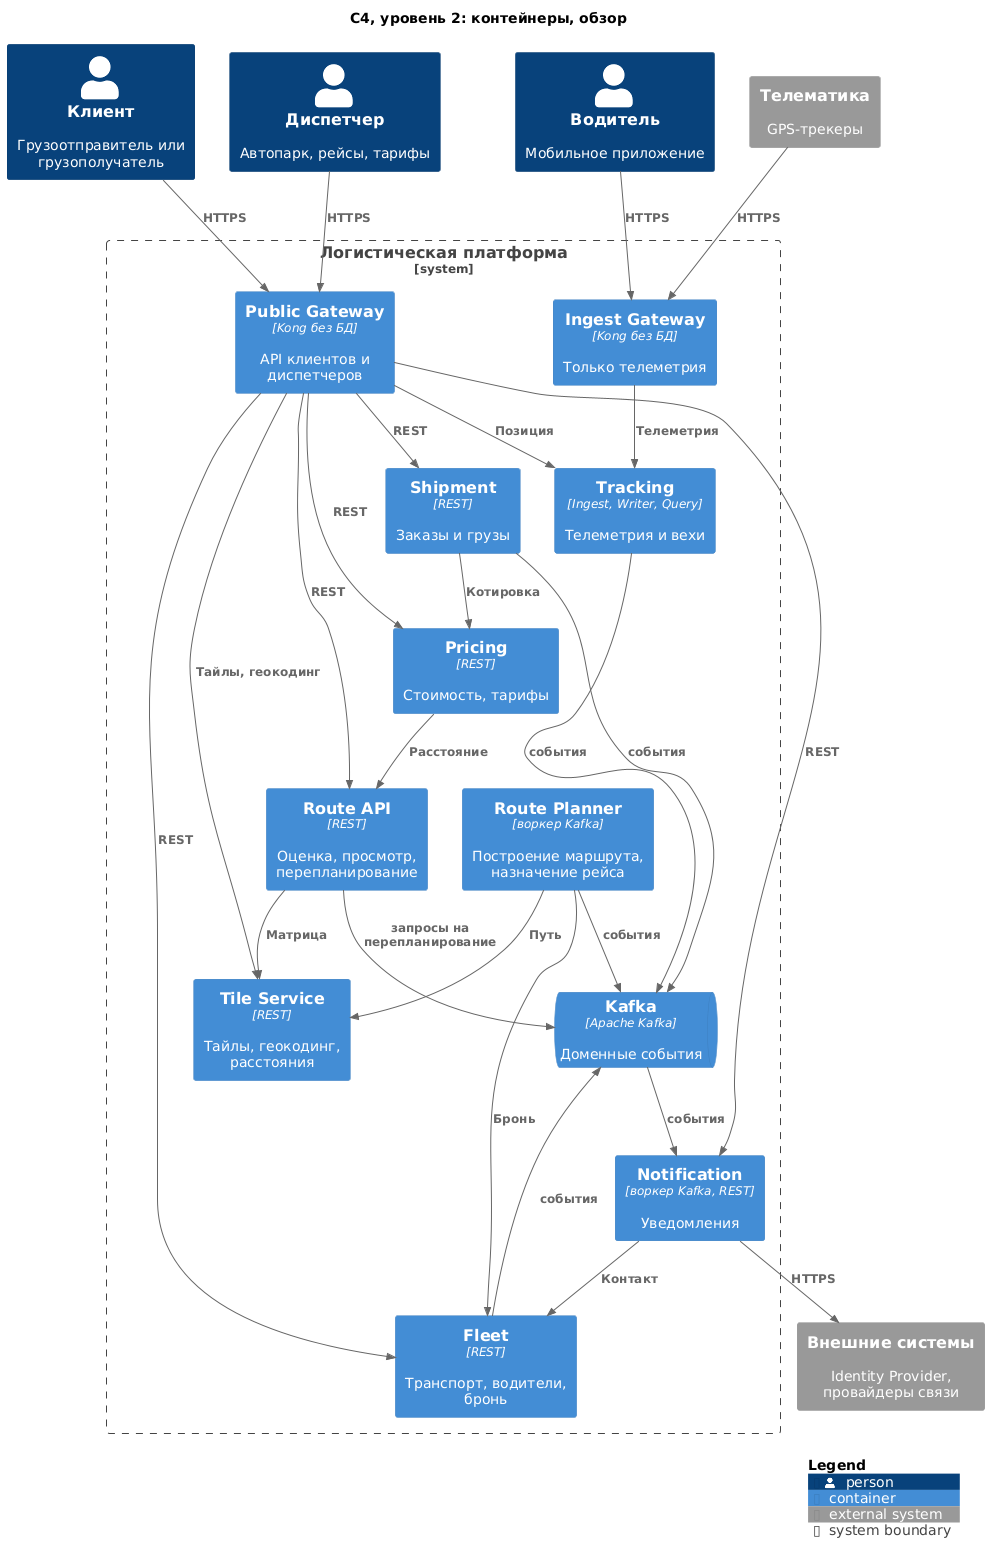 C4, уровень 2: контейнеры, обзор
Клиент
Грузоотправитель или
грузополучатель
Диспетчер
Автопарк, рейсы, тарифы
Водитель
Мобильное приложение
Телематика
GPS-трекеры
HTTPS
HTTPS
HTTPS
HTTPS
Логистическая платформа
[system]
Public Gateway
[Kong без БД]
API клиентов и
диспетчеров
Ingest Gateway
[Kong без БД]
Только телеметрия
REST
Позиция
Телеметрия
Shipment
[REST]
Заказы и грузы
Tracking
[Ingest, Writer, Query]
Телеметрия и вехи
REST
REST
Котировка
Pricing
[REST]
Стоимость, тарифы
Тайлы, геокодинг
Расстояние
события
события
REST
Route API
[REST]
Оценка, просмотр,
перепланирование
Route Planner
[воркер Kafka]
Построение маршрута,
назначение рейса
REST
Матрица
запросы на
перепланирование
Путь
события
Tile Service
[REST]
Тайлы, геокодинг,
расстояния
Kafka
[Apache Kafka]
Доменные события
Бронь
события
Notification
[воркер Kafka, REST]
Уведомления
события
Контакт
HTTPS
Fleet
[REST]
Транспорт, водители,
бронь
Внешние системы
Identity Provider,
провайдеры связи
Legend
person
container
external system
system boundary